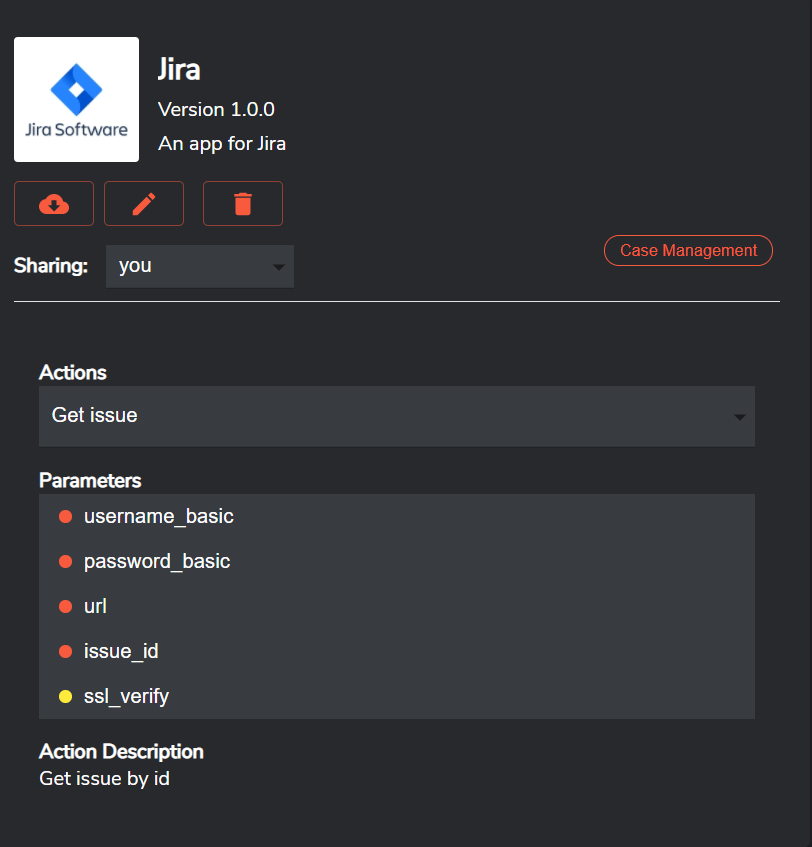 Jira
Jira Software
Version 1.0.0
An app for Jira
Sharing: you
Case Management
Actions
Get issue
Parameters
username_basic
password_basic
url
issue_id
ssl_verify
Action Description
Get issue by id